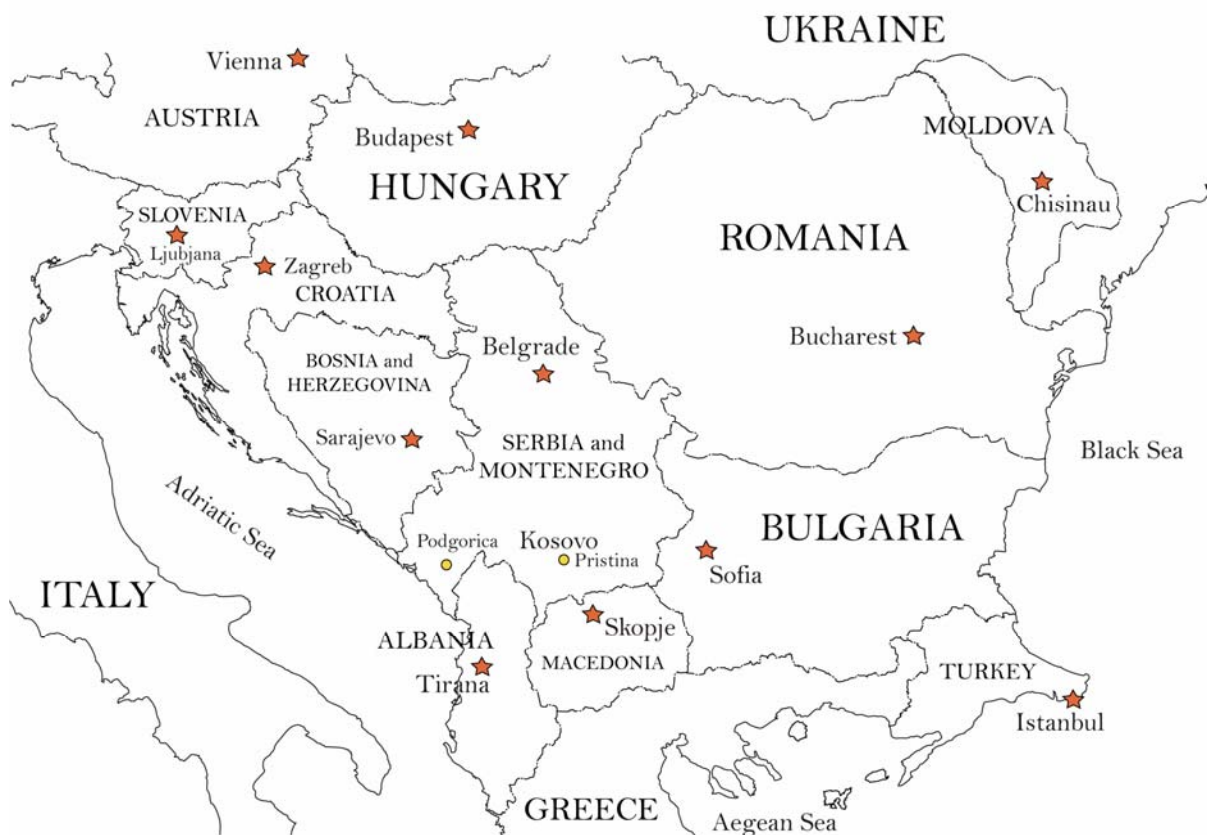 UKRAINE
Vienna
AUSTRIA
Budapest
MOLDOVA
HUNGARY
Chisinau
SLOVENIA
ROMANIA
Ljubjana
Zagreb
CROATIA
Bucharest
Belgrade
BOSNIA and
HERZEGOVINA
Sarajevo
SERBIA and
MONTENEGRO
Black Sea
Adriatic Sea
BULGARIA
Podgorica
Kosovo
Pristina
Sofia
ITALY
Skopje
ALBANIA
MACEDONIA
Tirana
TURKEY
Istanbul
GREECE
Aegean Sea